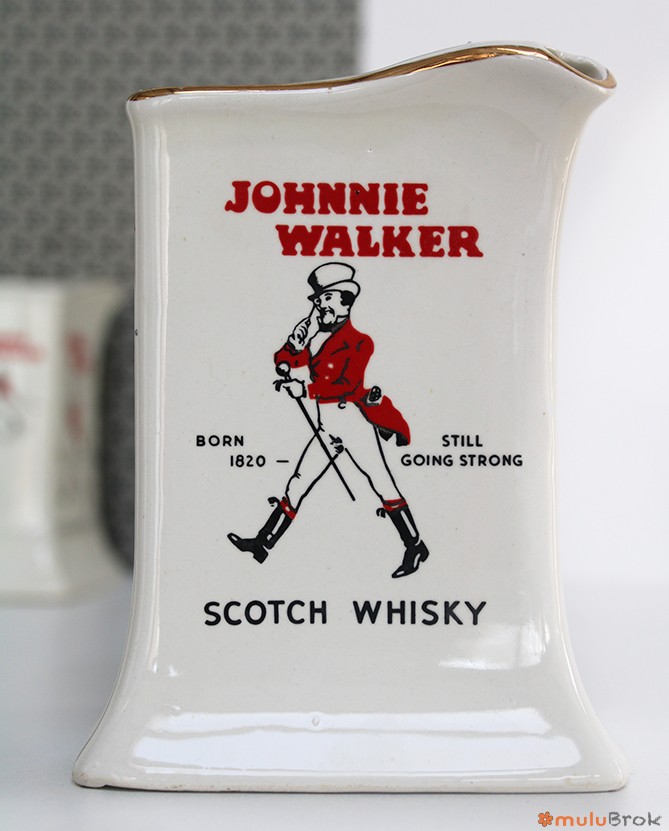 JOHNNIE
WALKER
BORN
1820 –
STILL
GOING STRONG
SCOTCH WHISKY
muluBrok